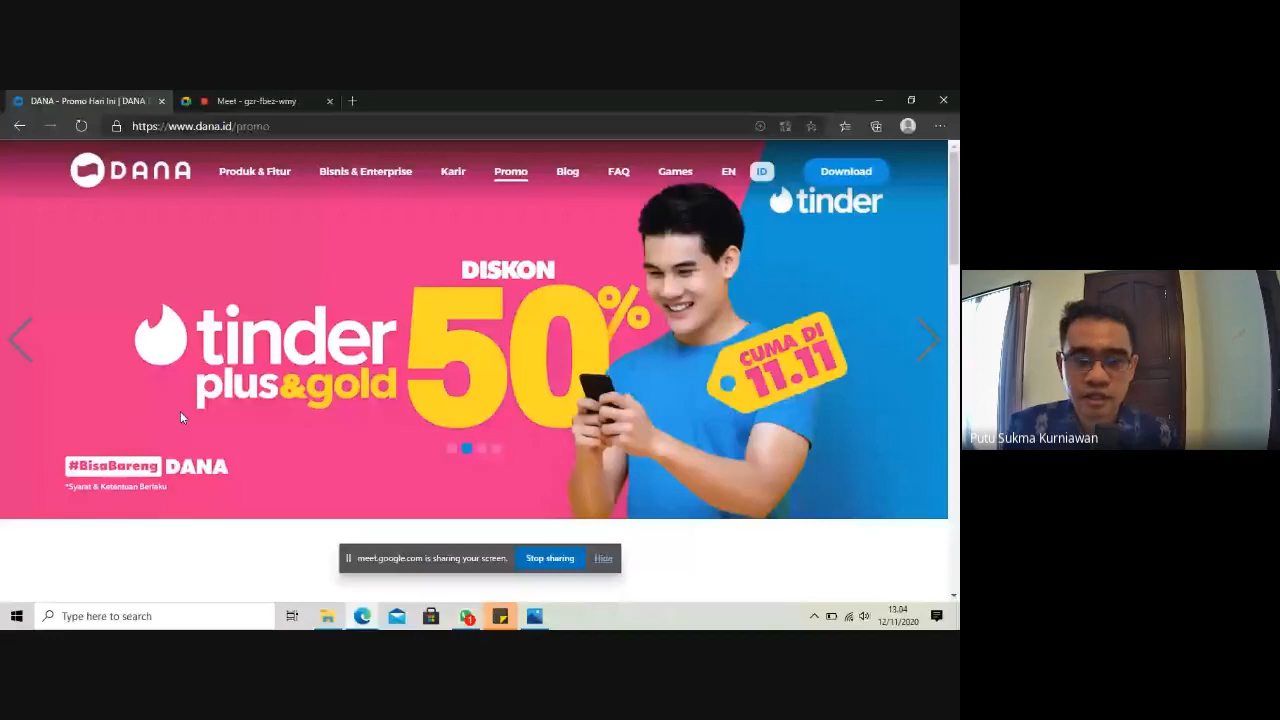 DANA - Promo Hari Ini | DANA
Meet - gzr-fbez-wmy
https://www.dana.id/promo
DANA
Produk & Fitur
Bisnis & Enterprise
Karir
Promo
Blog
FAQ
Games
EN
ID
Download
tinder
DISKON
tinder
plus&gold
50%
CUMA DI
11.11
#BisaBareng DANA
*Syarat & Ketentuan Berlaku
Putu Sukma Kurniawan
meet.google.com is sharing your screen.
Stop sharing
Hide
Type here to search
1
13.04
12/11/2020